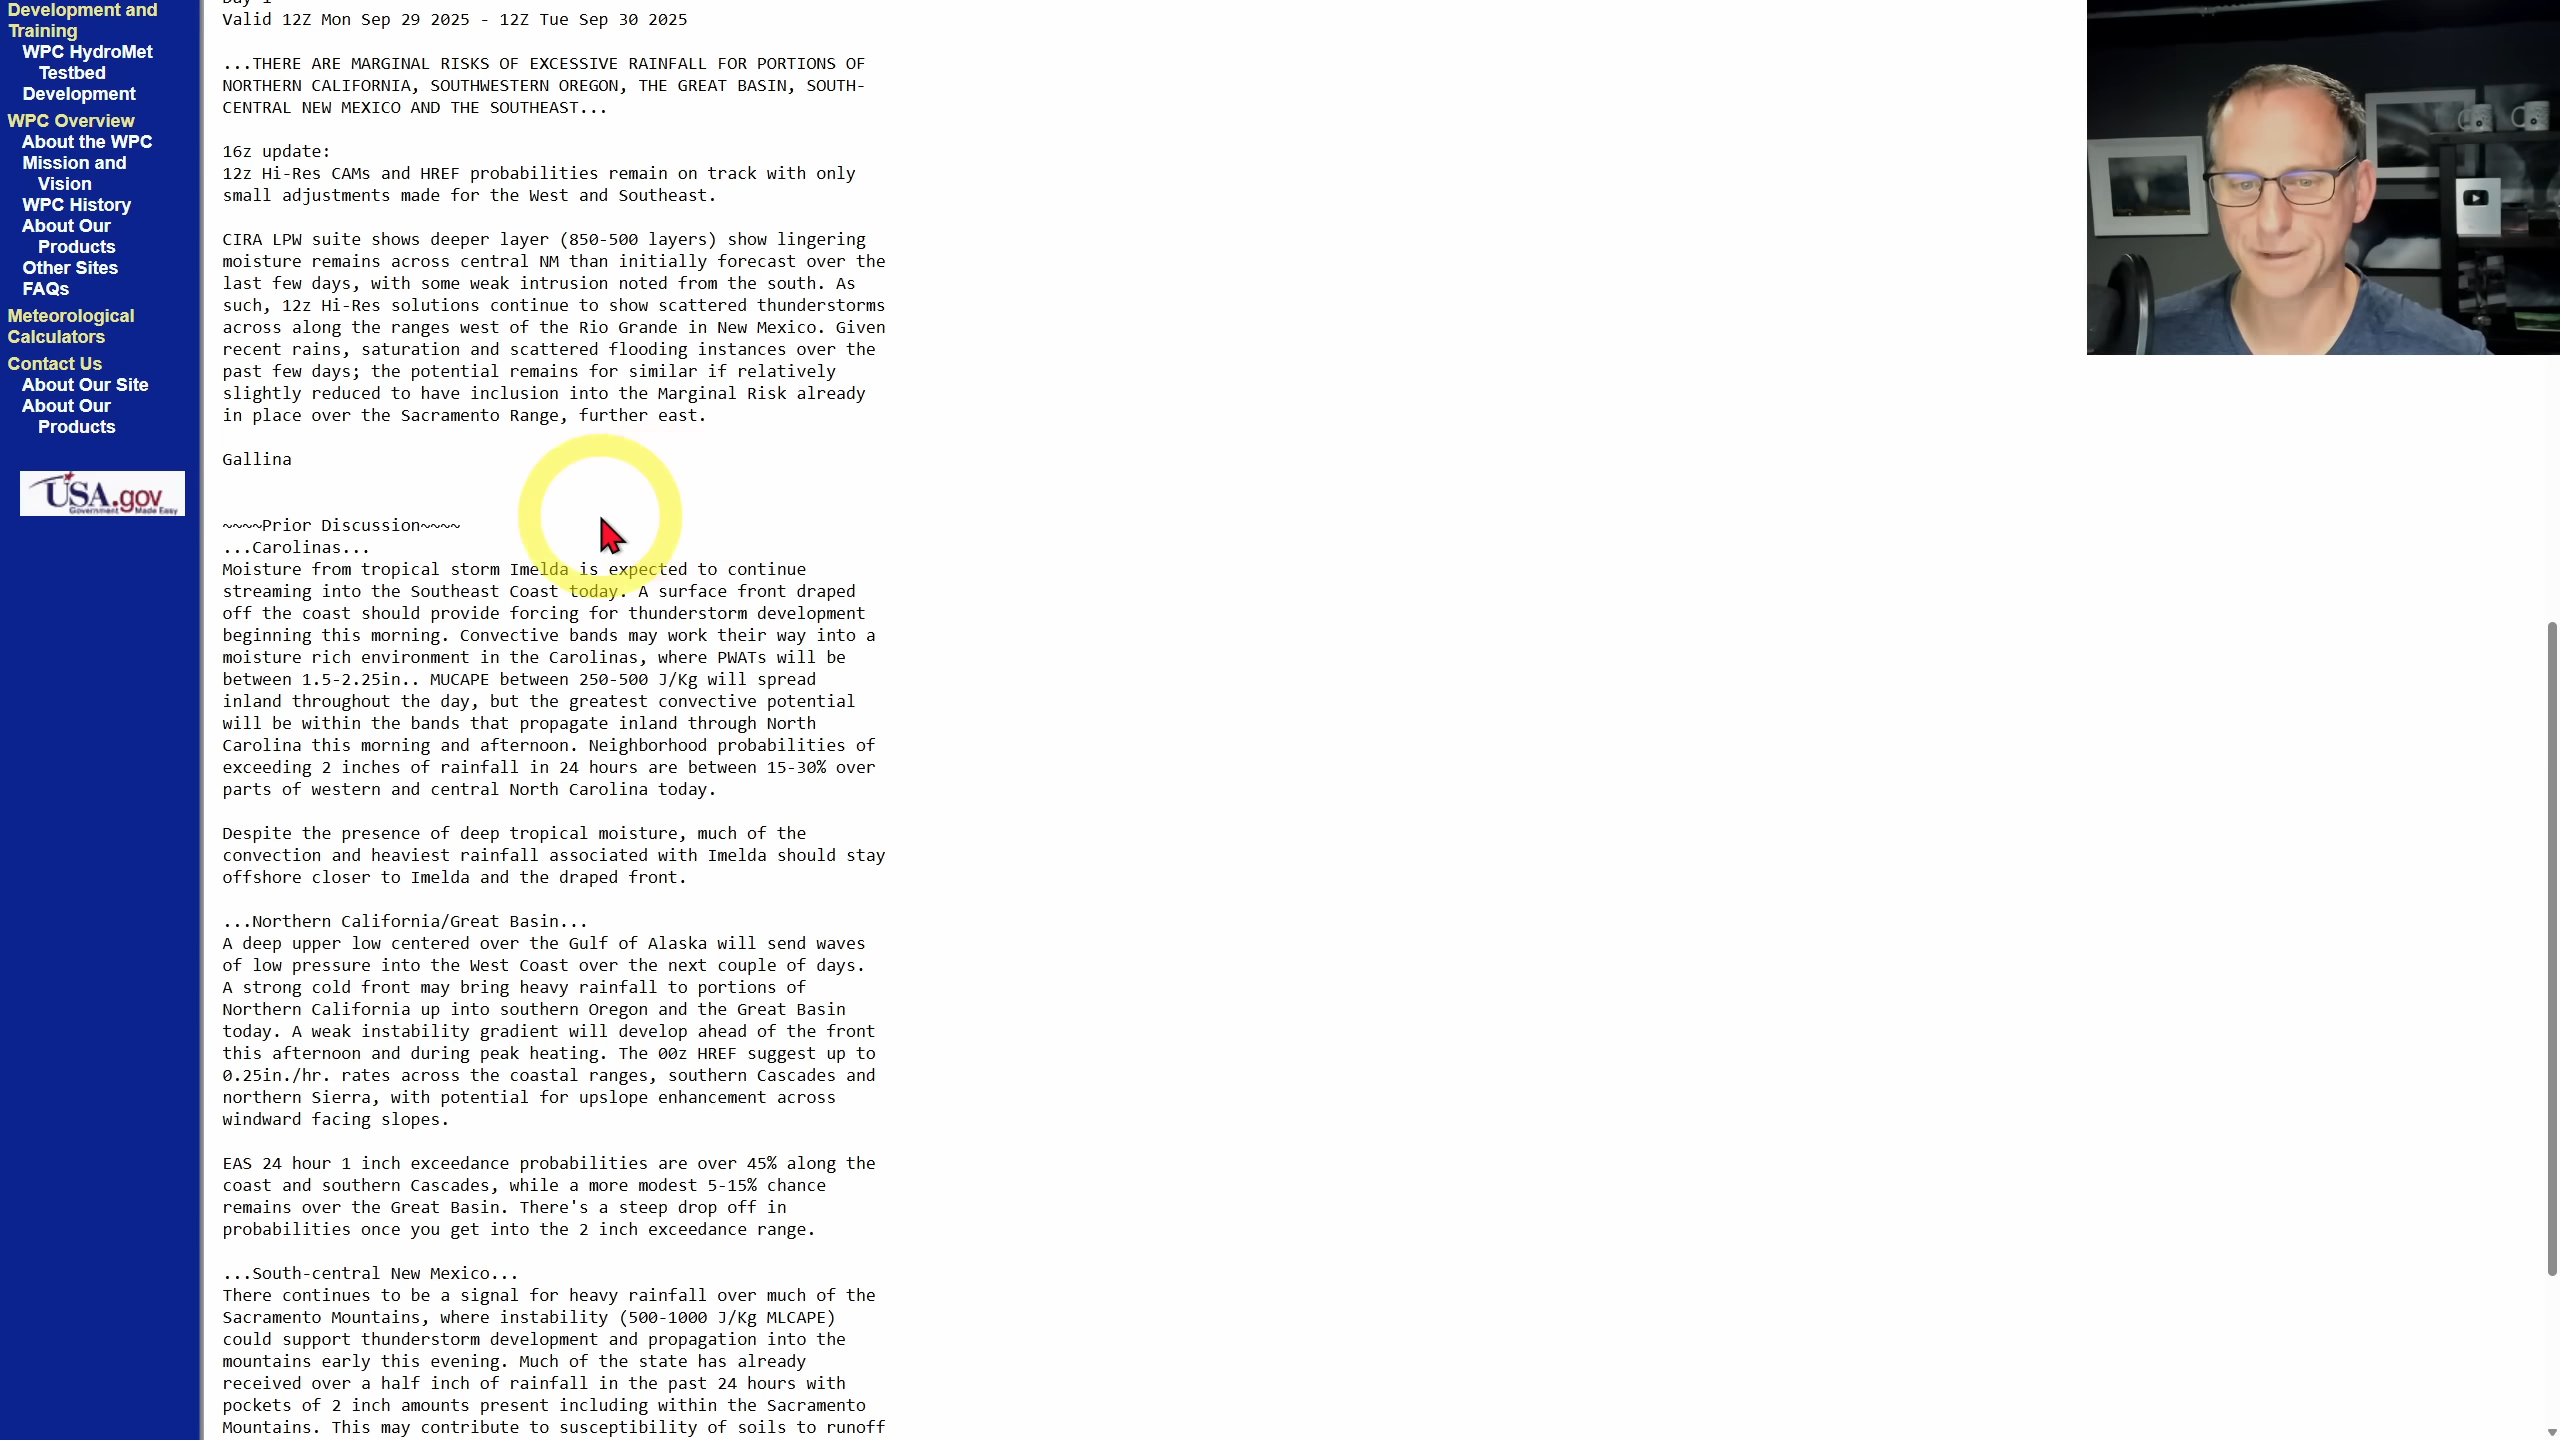 Development and
Training
WPC HydroMet
Testbed
Development
WPC Overview
About the WPC
Mission and
Vision
WPC History
About Our
Products
Other Sites
FAQs
Meteorological
Calculators
Contact Us
About Our Site
About Our
Products
USA.gov
Government Made Easy
Day 1
Valid 12Z Mon Sep 29 2025 - 12Z Tue Sep 30 2025
...THERE ARE MARGINAL RISKS OF EXCESSIVE RAINFALL FOR PORTIONS OF
NORTHERN CALIFORNIA, SOUTHWESTERN OREGON, THE GREAT BASIN, SOUTH-
CENTRAL NEW MEXICO AND THE SOUTHEAST...
16z update:
12z Hi-Res CAMs and HREF probabilities remain on track with only
small adjustments made for the West and Southeast.
CIRA LPW suite shows deeper layer (850-500 layers) show lingering
moisture remains across central NM than initially forecast over the
last few days, with some weak intrusion noted from the south. As
such, 12z Hi-Res solutions continue to show scattered thunderstorms
across along the ranges west of the Rio Grande in New Mexico. Given
recent rains, saturation and scattered flooding instances over the
past few days; the potential remains for similar if relatively
slightly reduced to have inclusion into the Marginal Risk already
in place over the Sacramento Range, further east.
Gallina
~~~~Prior Discussion~~~~
...Carolinas...
Moisture from tropical storm Imelda is expected to continue
streaming into the Southeast Coast today. A surface front draped
off the coast should provide forcing for thunderstorm development
beginning this morning. Convective bands may work their way into a
moisture rich environment in the Carolinas, where PWATs will be
between 1.5-2.25in.. MUCAPE between 250-500 J/Kg will spread
inland throughout the day, but the greatest convective potential
will be within the bands that propagate inland through North
Carolina this morning and afternoon. Neighborhood probabilities of
exceeding 2 inches of rainfall in 24 hours are between 15-30% over
parts of western and central North Carolina today.
Despite the presence of deep tropical moisture, much of the
convection and heaviest rainfall associated with Imelda should stay
offshore closer to Imelda and the draped front.
...Northern California/Great Basin...
A deep upper low centered over the Gulf of Alaska will send waves
of low pressure into the West Coast over the next couple of days.
A strong cold front may bring heavy rainfall to portions of
Northern California up into southern Oregon and the Great Basin
today. A weak instability gradient will develop ahead of the front
this afternoon and during peak heating. The 00z HREF suggest up to
0.25in./hr. rates across the coastal ranges, southern Cascades and
northern Sierra, with potential for upslope enhancement across
windward facing slopes.
EAS 24 hour 1 inch exceedance probabilities are over 45% along the
coast and southern Cascades, while a more modest 5-15% chance
remains over the Great Basin. There's a steep drop off in
probabilities once you get into the 2 inch exceedance range.
...South-central New Mexico...
There continues to be a signal for heavy rainfall over much of the
Sacramento Mountains, where instability (500-1000 J/Kg MLCAPE)
could support thunderstorm development and propagation into the
mountains early this evening. Much of the state has already
received over a half inch of rainfall in the past 24 hours with
pockets of 2 inch amounts present including within the Sacramento
Mountains. This may contribute to susceptibility of soils to runoff